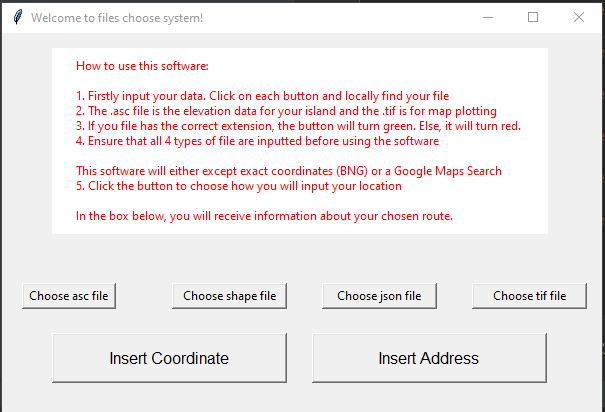 Welcome to files choose system!
How to use this software:
1. Firstly input your data. Click on each button and locally find your file
2. The .asc file is the elevation data for your island and the .tif is for map plotting
3. If you file has the correct extension, the button will turn green. Else, it will turn red.
4. Ensure that all 4 types of file are inputted before using the software
This software will either except exact coordinates (BNG) or a Google Maps Search
5. Click the button to choose how you will input your location
In the box below, you will receive information about your chosen route.
Choose asc file
Choose shape file
Choose json file
Choose tif file
Insert Coordinate
Insert Address